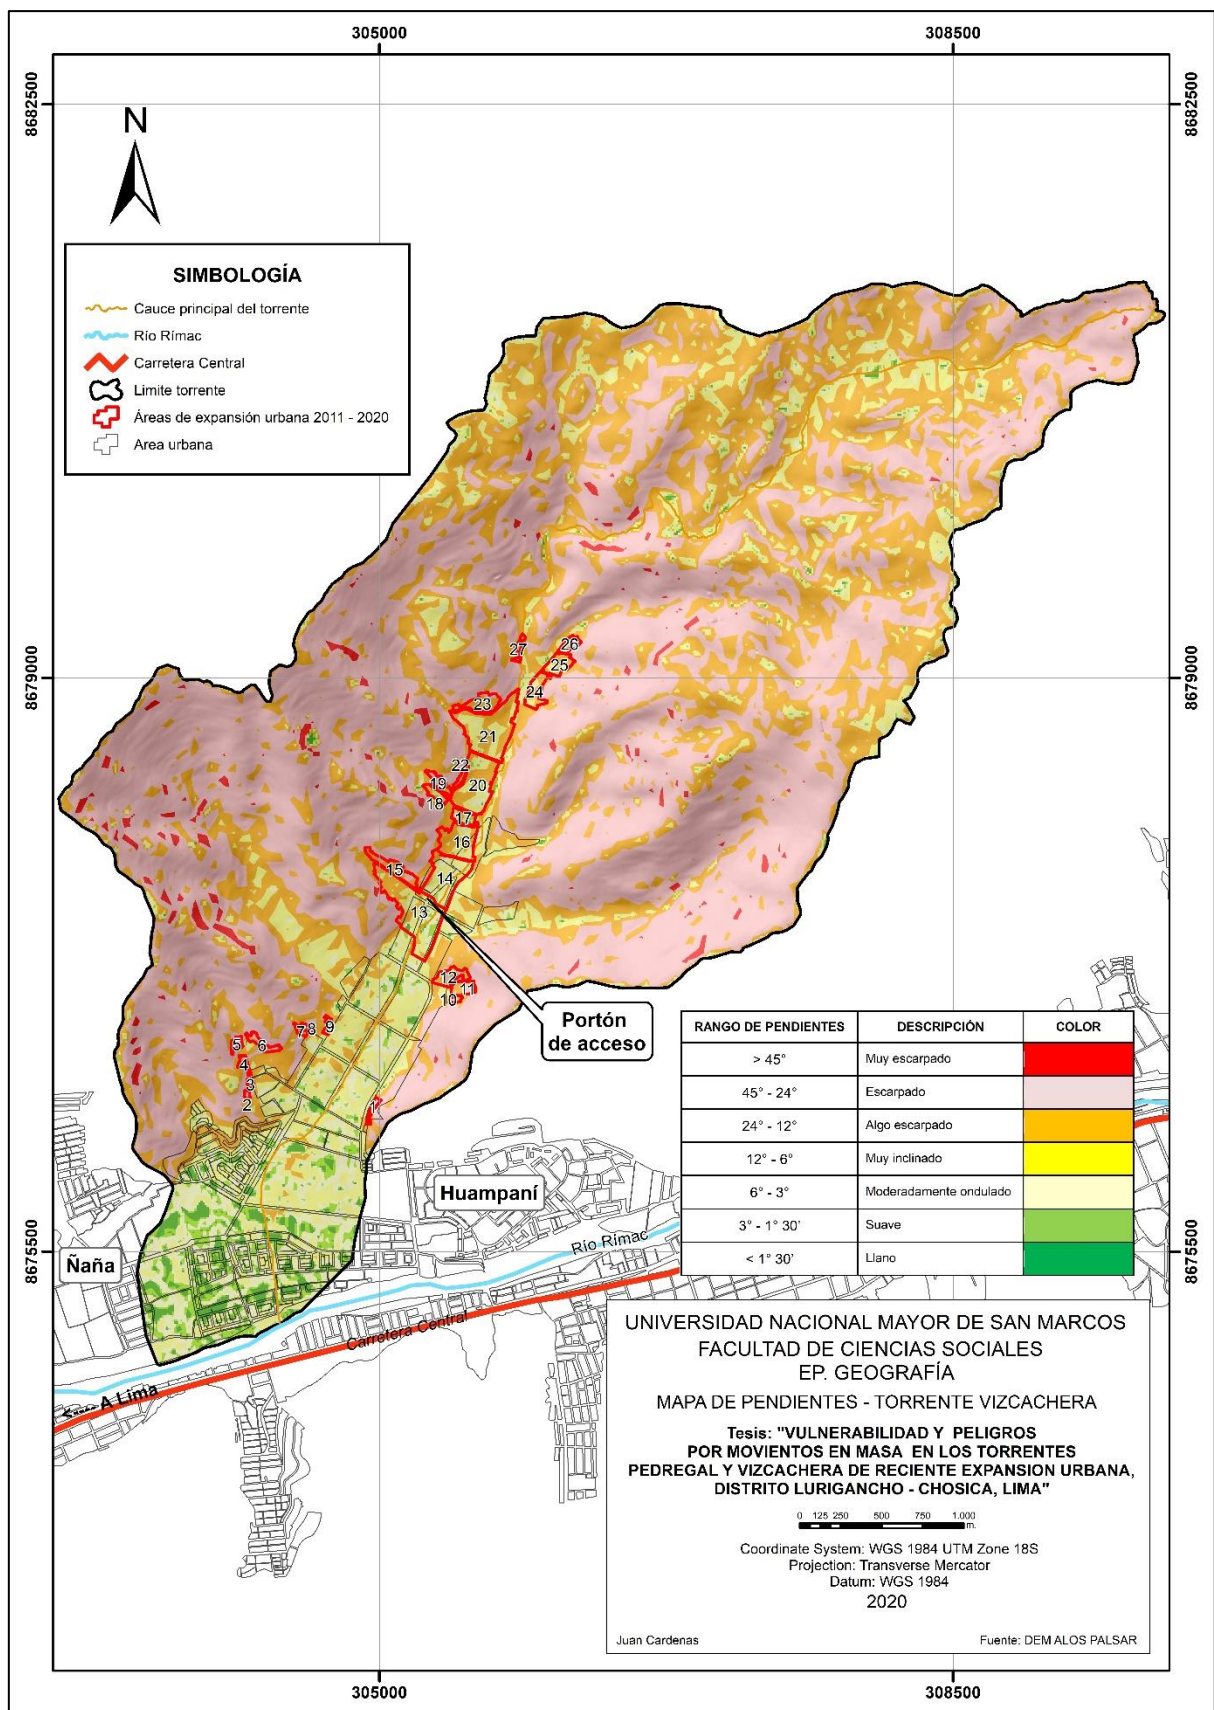 305000
308500
8682500
8682500
N
SIMBOLOGÍA
Cauce principal del torrente
Río Rímac
Carretera Central
Limite torrente
Áreas de expansión urbana 2011 - 2020
Area urbana
8679000
8679000
27
26
25
24
23
21
22
19
20
18
17
16
15
14
13
12
11
10
9
8
7
6
5
4
3
2
1
Portón
de acceso
Huampaní
Ñaña
Río Rímac
Carretera Central
A Lima
8675500
8675500
RANGO DE PENDIENTES DESCRIPCIÓN COLOR
> 45° Muy escarpado
45° - 24° Escarpado
24° - 12° Algo escarpado
12° - 6° Muy inclinado
6° - 3° Moderadamente ondulado
3° - 1° 30' Suave
< 1° 30' Llano
UNIVERSIDAD NACIONAL MAYOR DE SAN MARCOS
FACULTAD DE CIENCIAS SOCIALES
EP. GEOGRAFÍA
MAPA DE PENDIENTES - TORRENTE VIZCACHERA
Tesis: "VULNERABILIDAD Y PELIGROS
POR MOVIENTOS EN MASA EN LOS TORRENTES
PEDREGAL Y VIZCACHERA DE RECIENTE EXPANSION URBANA,
DISTRITO LURIGANCHO - CHOSICA, LIMA"
0 125 250 500 750 1.000
m.
Coordinate System: WGS 1984 UTM Zone 18S
Projection: Transverse Mercator
Datum: WGS 1984
2020
Juan Cardenas
Fuente: DEM ALOS PALSAR
305000
308500